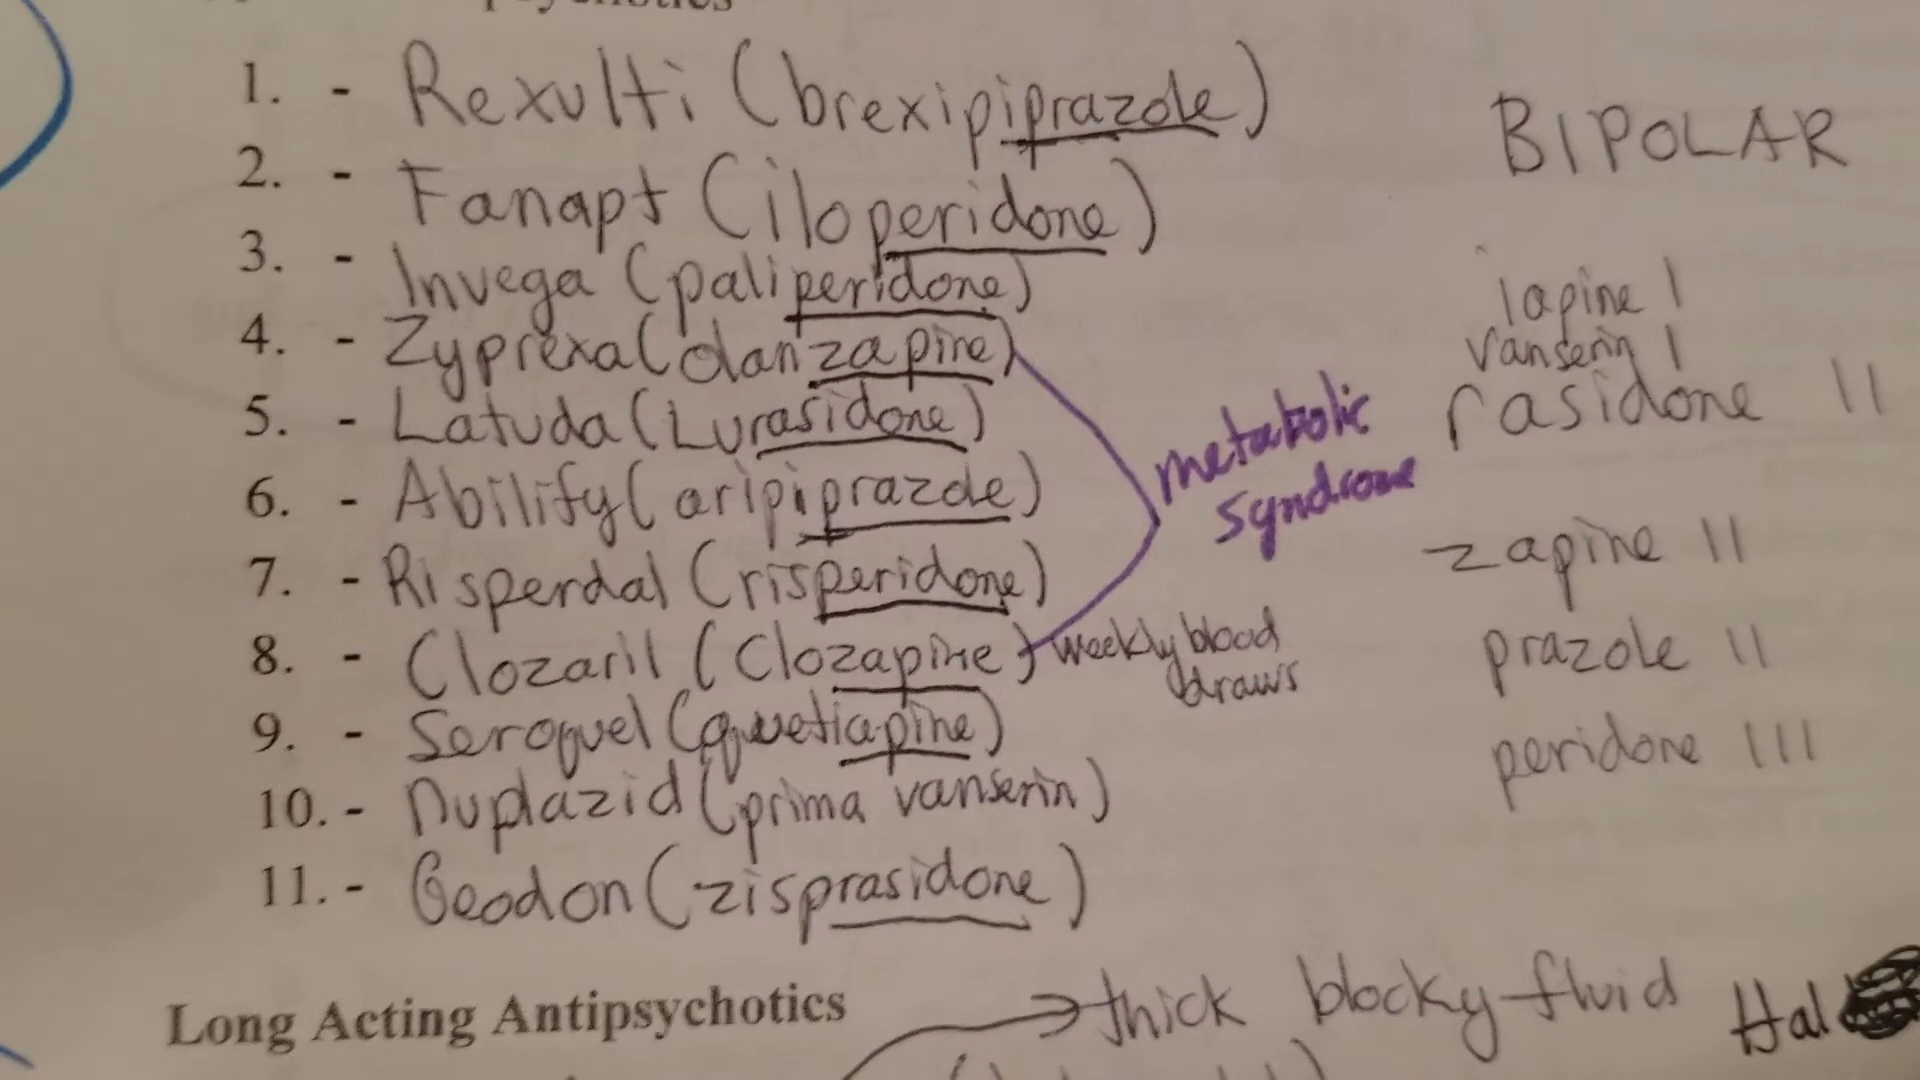 1. - Rexulti (brexipiprazole)
2. - Fanapt (iloperidone)
3. - Invega (paliperidone)
4. - Zyprexa (olanzapine)
5. - Latuda (Lurasidone)
6. - Abilify (aripiprazole)
7. - Risperdal (risperidone)
8. - Clozaril (Clozapine) weekly blood
draws
9. - Seroquel (quetiapine)
10. - Nuplazid (prima vanserin)
11. - Geodon (zisprasidone)
metabolic
syndrome
BIPOLAR
iapine I
vanserin I
rasidone II
zapine II
prazole II
peridone III
Long Acting Antipsychotics
→ thick blocky fluid
Hal